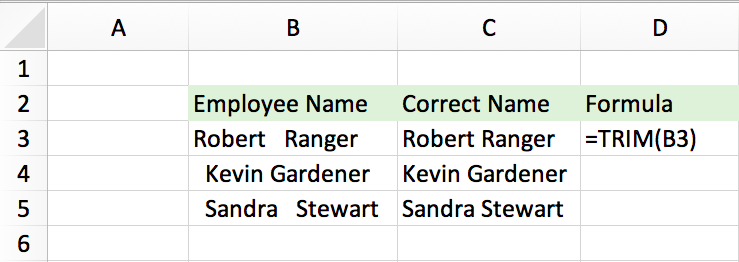 A B C D
1
2 Employee Name Correct Name Formula
3 Robert   Ranger Robert Ranger =TRIM(B3)
4   Kevin Gardener Kevin Gardener
5   Sandra   Stewart Sandra Stewart
6